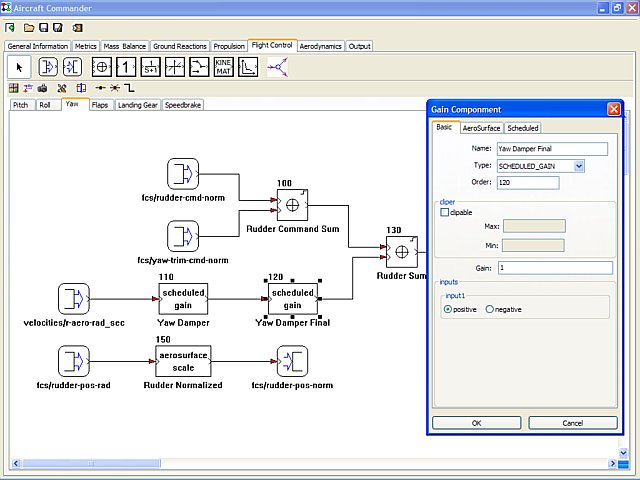 Aircraft Commander
General Information Metrics Mass Balance Ground Reactions Propulsion Flight Control Aerodynamics Output
1 1 S+1 KINE MAT
Pitch Roll Yaw Flaps Landing Gear Speedbrake
fcs/rudder-cmd-norm
100
Rudder Command Sum
fcs/yaw-trim-cmd-norm
130
Rudder Sum
velocities/r-aero-rad_sec
110
scheduled
gain
Yaw Damper
120
scheduled
gain
Yaw Damper Final
fcs/rudder-pos-rad
150
aerosurface
scale
Rudder Normalized
fcs/rudder-pos-norm
Gain Componment
Basic AeroSurface Scheduled
Name: Yaw Damper Final
Type: SCHEDULED_GAIN
Order: 120
cliper
clipable
Max:
Min:
Gain: 1
inputs
input1
positive negative
OK Cancel